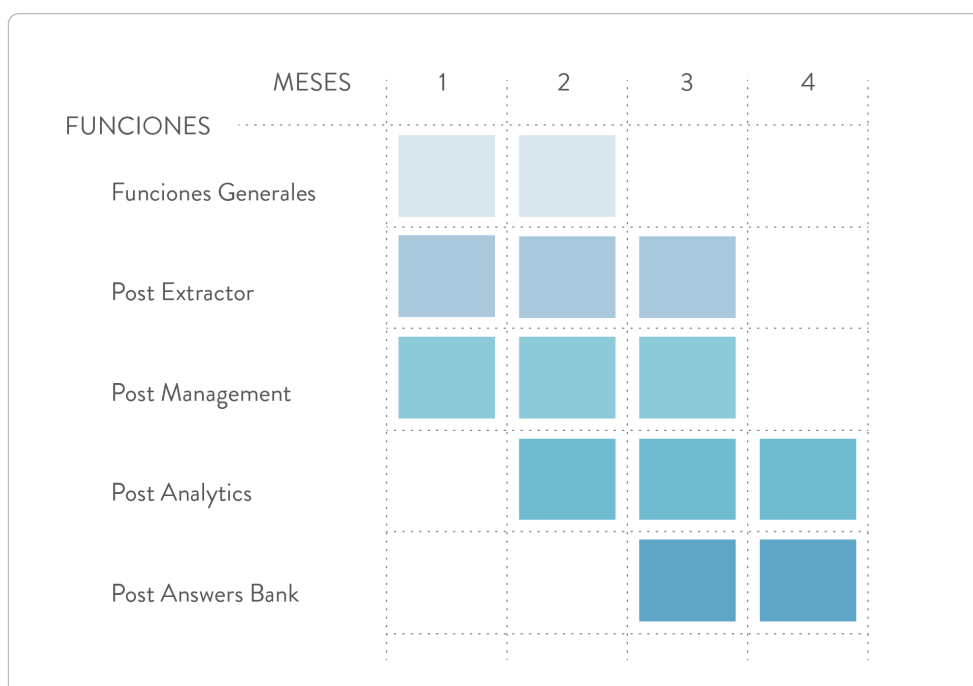 MESES 1 2 3 4
FUNCIONES
Funciones Generales
Post Extractor
Post Management
Post Analytics
Post Answers Bank